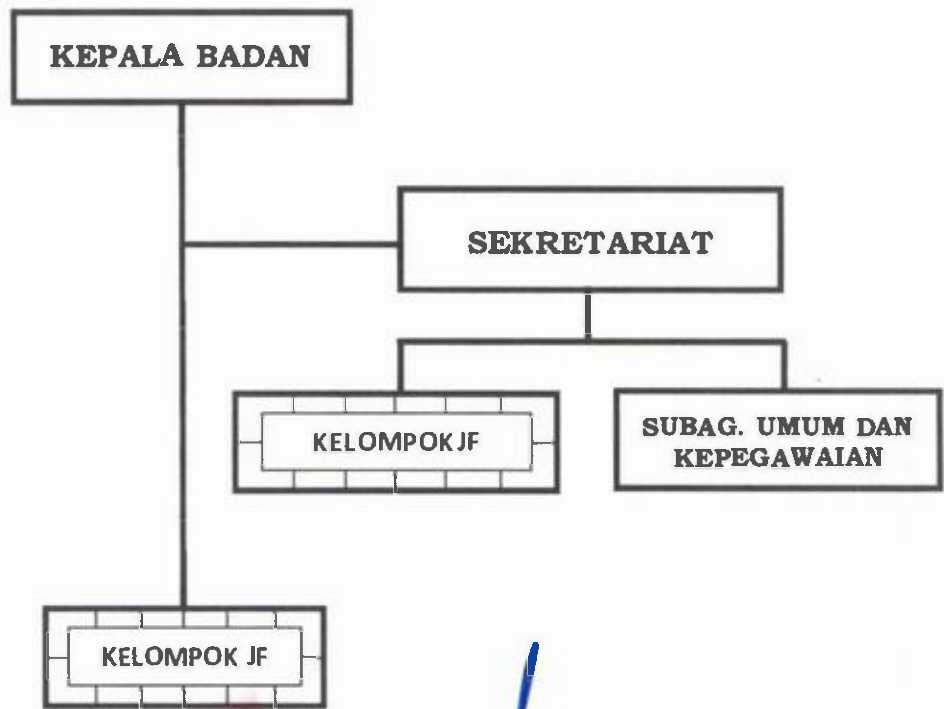 KEPALA BADAN
SEKRETARIAT
KELOMPOK JF
SUBAG. UMUM DAN
KEPEGAWAIAN
KELOMPOK JF